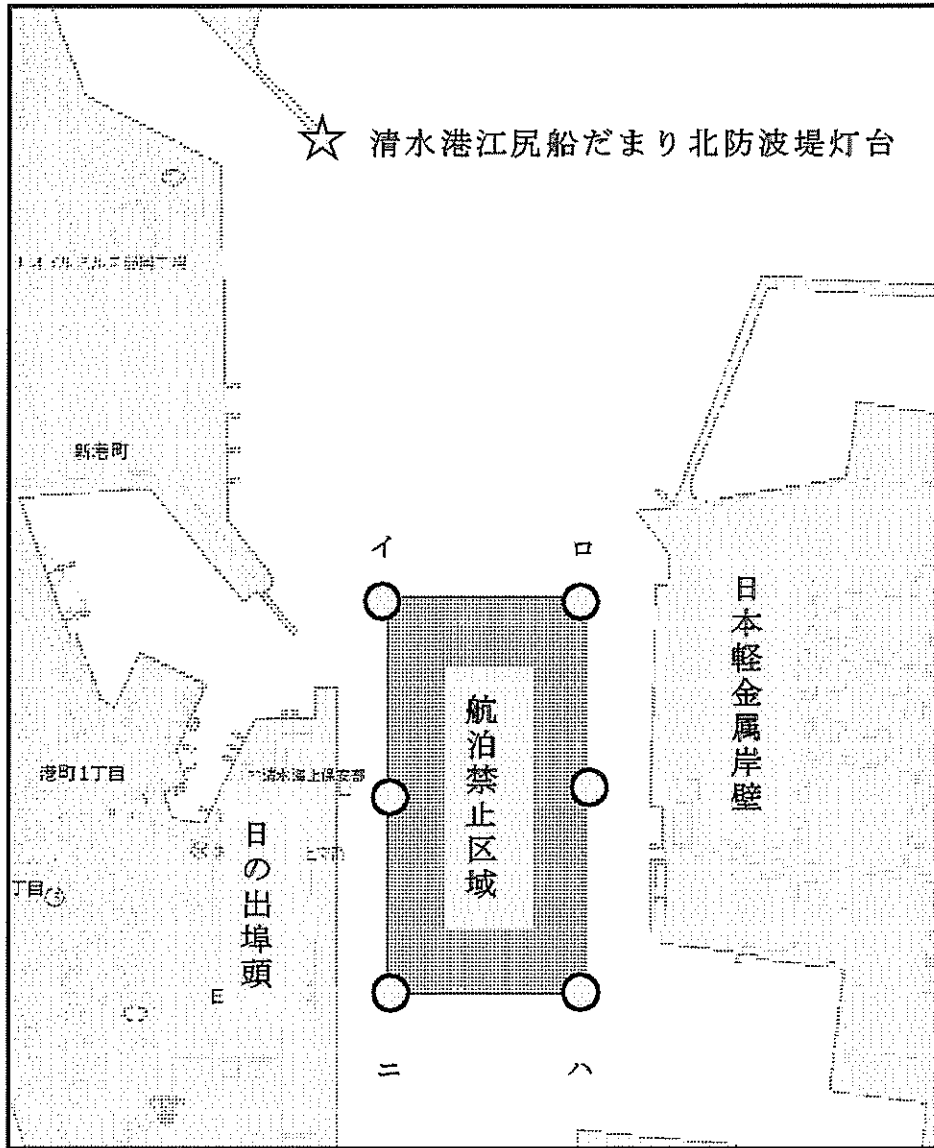 清水港江尻船だまり北防波堤灯台
新港町
イ
ロ
日本軽金属岸壁
航泊禁止区域
港町1丁目
清水海上保安部
日の出埠頭
丁目
E
ニ
ハ